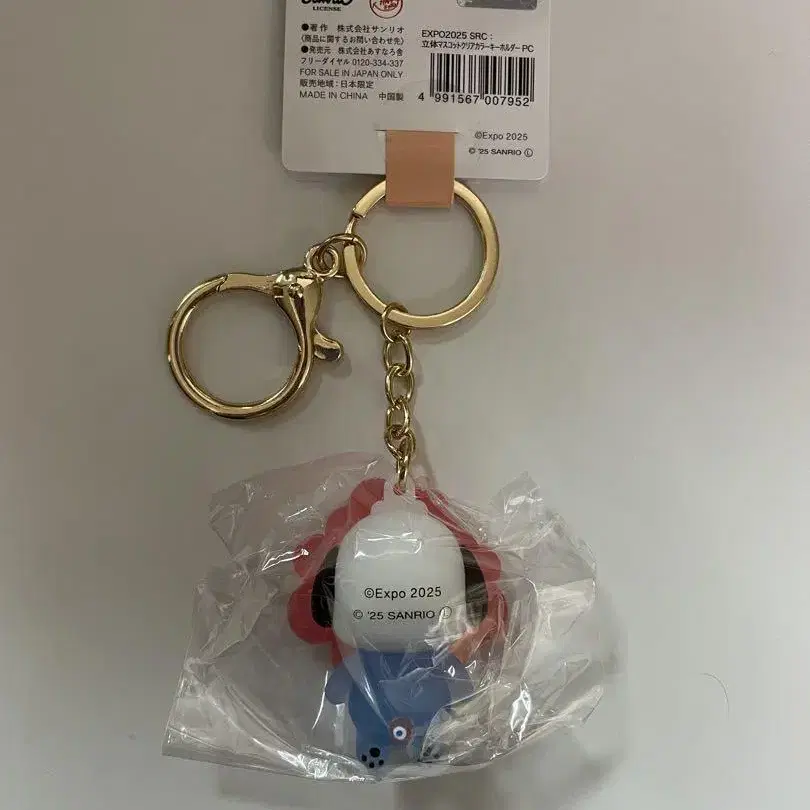 LICENSE
●著作 株式会社サンリオ
〈商品に関するお問い合わせ先〉
●発売元 株式会社あすなろ舎
フリーダイヤル 0120-334-337
FOR SALE IN JAPAN ONLY
販売地域:日本限定
MADE IN CHINA 中国製
EXPO2025 SRC:
立体マスコットクリアカラーキーホルダー PC
4 991567 007952
©Expo 2025
© '25 SANRIO Ⓛ
©Expo 2025
© '25 SANRIO Ⓛ